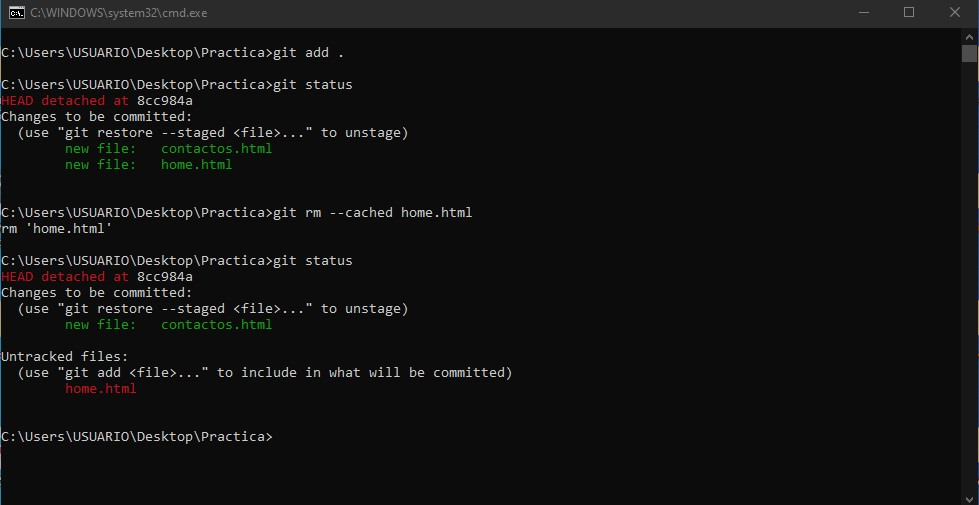 C:\WINDOWS\system32\cmd.exe
C:\Users\USUARIO\Desktop\Practica>git add .
C:\Users\USUARIO\Desktop\Practica>git status
HEAD detached at 8cc984a
Changes to be committed:
  (use "git restore --staged <file>..." to unstage)
        new file:   contactos.html
        new file:   home.html
C:\Users\USUARIO\Desktop\Practica>git rm --cached home.html
rm 'home.html'
C:\Users\USUARIO\Desktop\Practica>git status
HEAD detached at 8cc984a
Changes to be committed:
  (use "git restore --staged <file>..." to unstage)
        new file:   contactos.html
Untracked files:
  (use "git add <file>..." to include in what will be committed)
        home.html
C:\Users\USUARIO\Desktop\Practica>